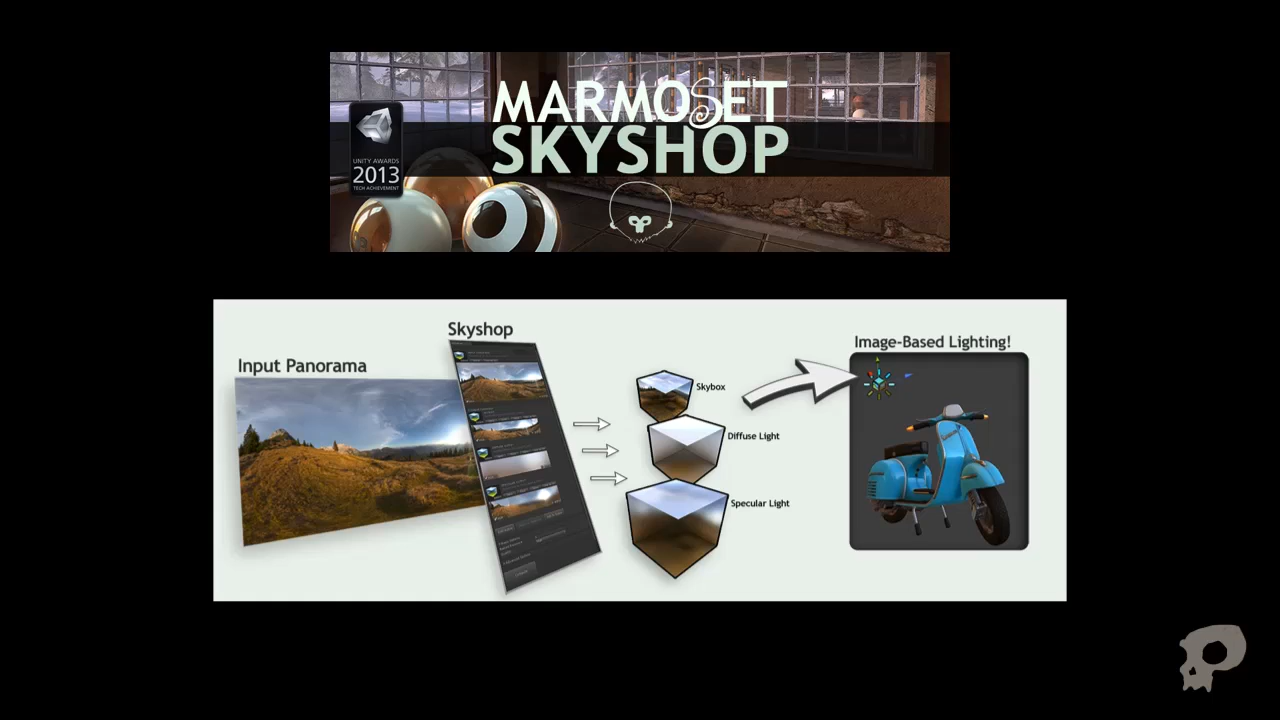 MARMOSET
SKYSHOP
UNITY AWARDS
2013
TECH ACHIEVEMENT
Skyshop
Input Panorama
Image-Based Lighting!
Skybox
Diffuse Light
Specular Light